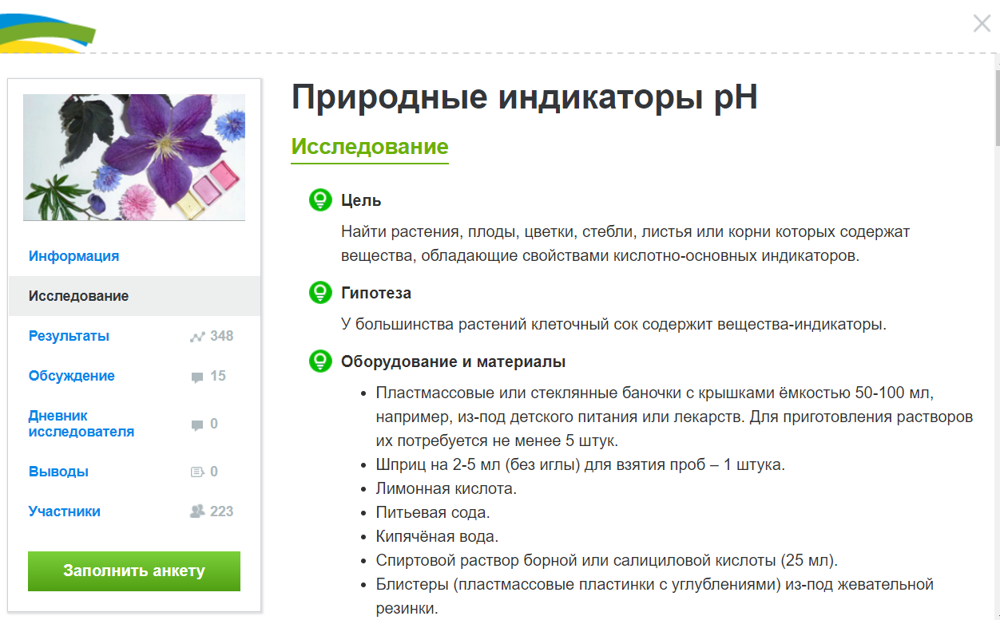 Природные индикаторы pH
Исследование
Цель
Найти растения, плоды, цветки, стебли, листья или корни которых содержат
вещества, обладающие свойствами кислотно-основных индикаторов.
Гипотеза
У большинства растений клеточный сок содержит вещества-индикаторы.
Оборудование и материалы
• Пластмассовые или стеклянные баночки с крышками ёмкостью 50-100 мл,
например, из-под детского питания или лекарств. Для приготовления растворов
их потребуется не менее 5 штук.
• Шприц на 2-5 мл (без иглы) для взятия проб – 1 штука.
• Лимонная кислота.
• Питьевая сода.
• Кипячёная вода.
• Спиртовой раствор борной или салициловой кислоты (25 мл).
• Блистеры (пластмассовые пластинки с углублениями) из-под жевательной
резинки.
Информация
Исследование
Результаты 348
Обсуждение 15
Дневник
исследователя 0
Выводы 0
Участники 223
Заполнить анкету